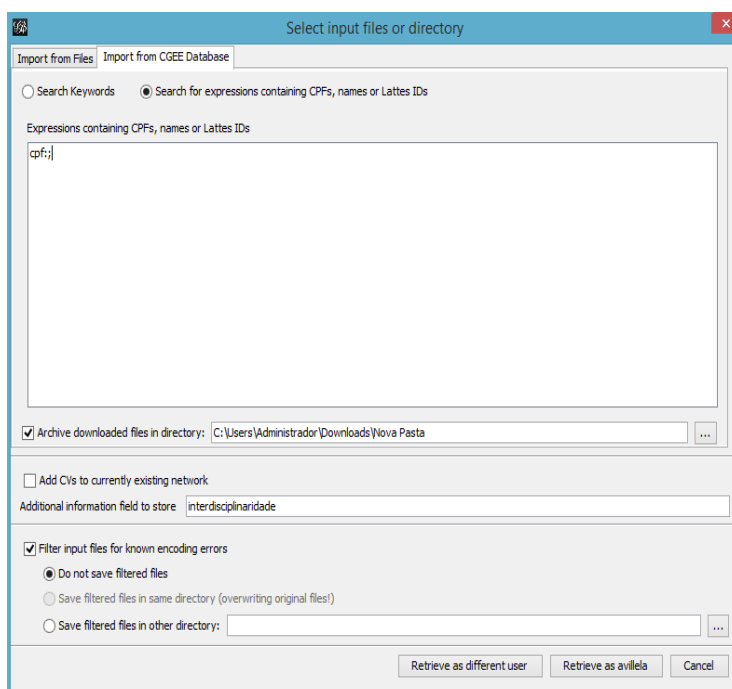 Select input files or directory
x
Import from Files Import from CGEE Database
Search Keywords Search for expressions containing CPFs, names or Lattes IDs
Expressions containing CPFs, names or Lattes IDs
cpf:;
Archive downloaded files in directory: C:\Users\Administrador\Downloads\Nova Pasta ...
Add CVs to currently existing network
Additional information field to store interdisciplinaridade
Filter input files for known encoding errors
Do not save filtered files
Save filtered files in same directory (overwriting original files!)
Save filtered files in other directory: ...
Retrieve as different user Retrieve as avillela Cancel